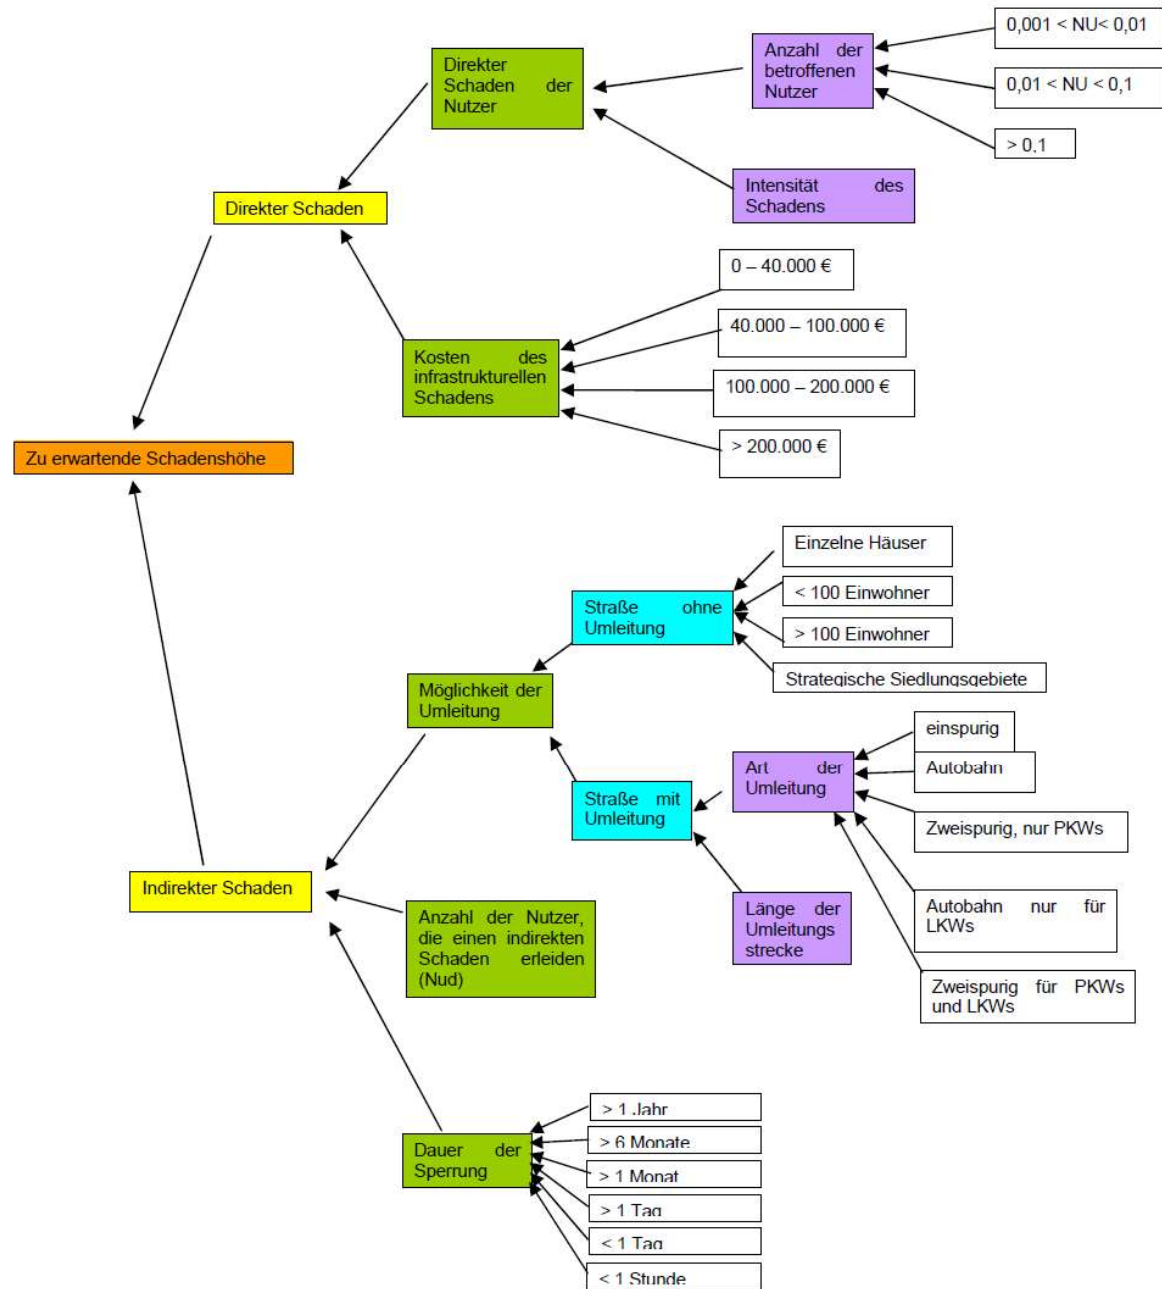 0,001 < NU< 0,01
Direkter
Schaden der
Nutzer
Anzahl der
betroffenen
Nutzer
0,01 < NU < 0,1
> 0,1
Intensität des
Schadens
Direkter Schaden
0 – 40.000 €
40.000 – 100.000 €
Kosten des
infrastrukturellen
Schadens
100.000 – 200.000 €
> 200.000 €
Zu erwartende Schadenshöhe
Einzelne Häuser
< 100 Einwohner
Straße ohne
Umleitung
> 100 Einwohner
Strategische Siedlungsgebiete
Möglichkeit der
Umleitung
einspurig
Art der
Umleitung
Autobahn
Straße mit
Umleitung
Zweispurig, nur PKWs
Indirekter Schaden
Anzahl der Nutzer,
die einen indirekten
Schaden erleiden
(Nud)
Länge der
Umleitungs
strecke
Autobahn nur für
LKWs
Zweispurig für PKWs
und LKWs
> 1 Jahr
Dauer der
Sperrung
> 6 Monate
> 1 Monat
> 1 Tag
< 1 Tag
< 1 Stunde